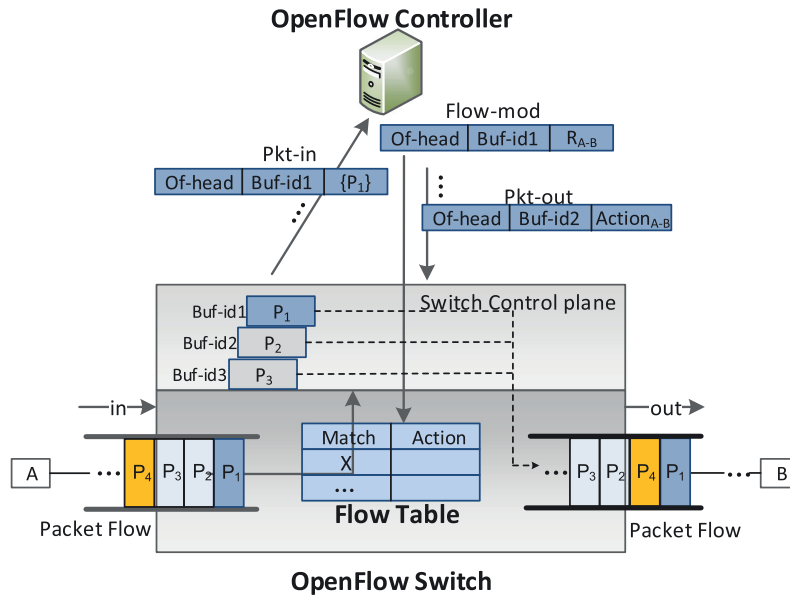 OpenFlow Controller
Flow-mod
Of-head Buf-id1 R_A-B
Pkt-in
Of-head Buf-id1 {P₁}
...
...
Pkt-out
Of-head Buf-id2 Action_A-B
Switch Control plane
Buf-id1 P₁
Buf-id2 P₂
Buf-id3 P₃
in
out
Match Action
X
...
Flow Table
A ... P₄ P₃ P₂ P₁
... P₃ P₂ P₄ P₁ ... B
Packet Flow
Packet Flow
OpenFlow Switch